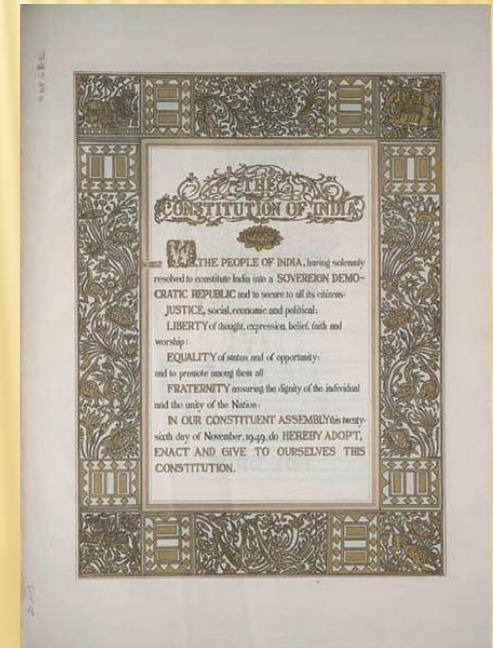 THE
CONSTITUTION OF INDIA
WE, THE PEOPLE OF INDIA, having solemnly
resolved to constitute India into a SOVEREIGN DEMO-
CRATIC REPUBLIC and to secure to all its citizens:
JUSTICE, social, economic and political;
LIBERTY of thought, expression, belief, faith and
worship;
EQUALITY of status and of opportunity;
and to promote among them all
FRATERNITY assuring the dignity of the individual
and the unity of the Nation;
IN OUR CONSTITUENT ASSEMBLY this twenty-
sixth day of November, 1949, do HEREBY ADOPT,
ENACT AND GIVE TO OURSELVES THIS
CONSTITUTION.